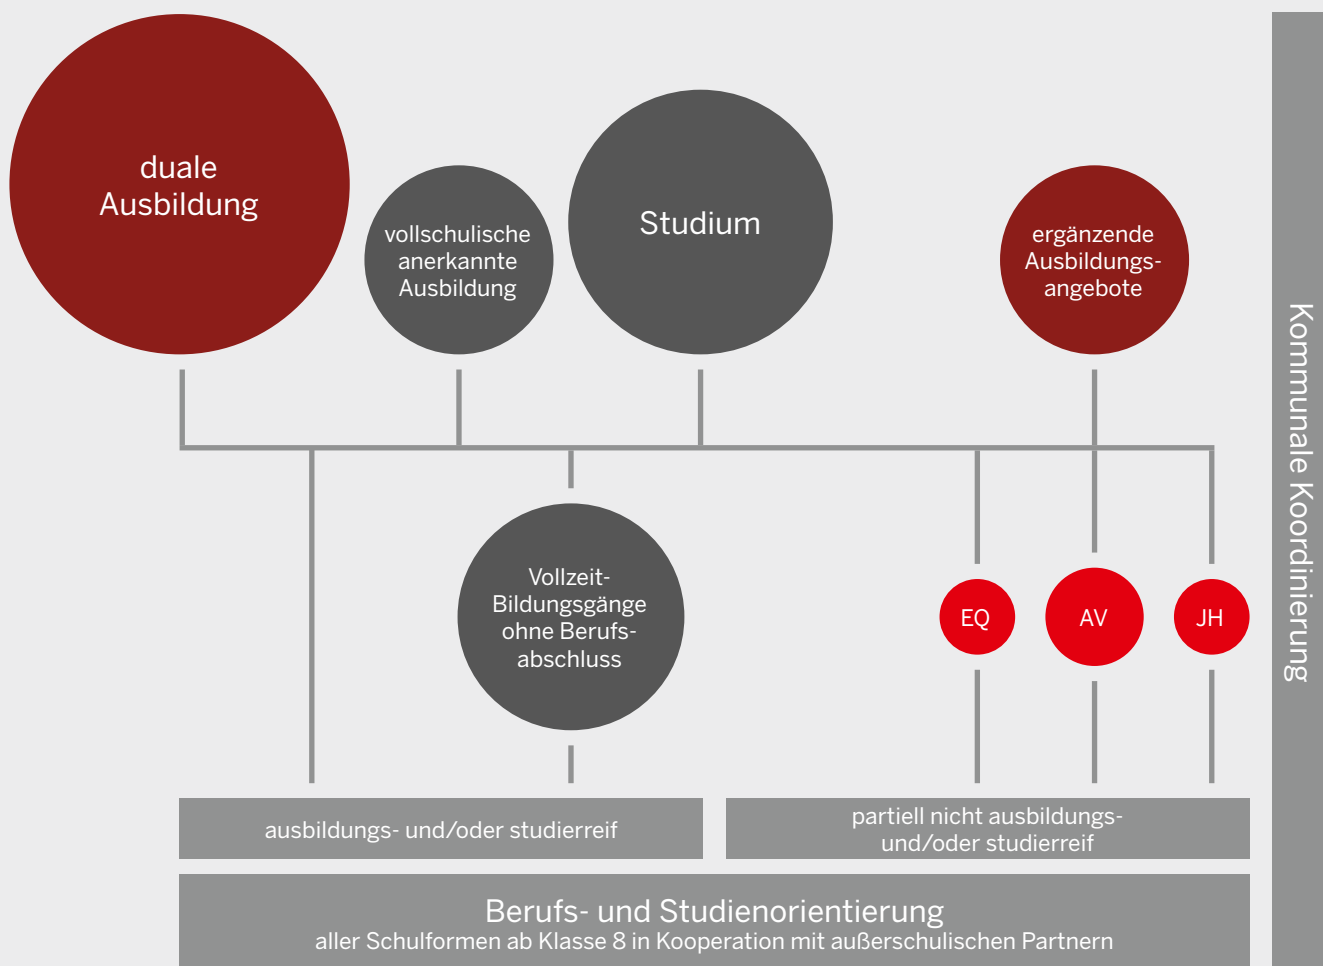 duale
Ausbildung
vollschulische
anerkannte
Ausbildung
Studium
ergänzende
Ausbildungs-
angebote
Vollzeit-
Bildungsgänge
ohne Berufs-
abschluss
EQ
AV
JH
ausbildungs- und/oder studierreif
partiell nicht ausbildungs-
und/oder studierreif
Berufs- und Studienorientierung
aller Schulformen ab Klasse 8 in Kooperation mit außerschulischen Partnern
Kommunale Koordinierung